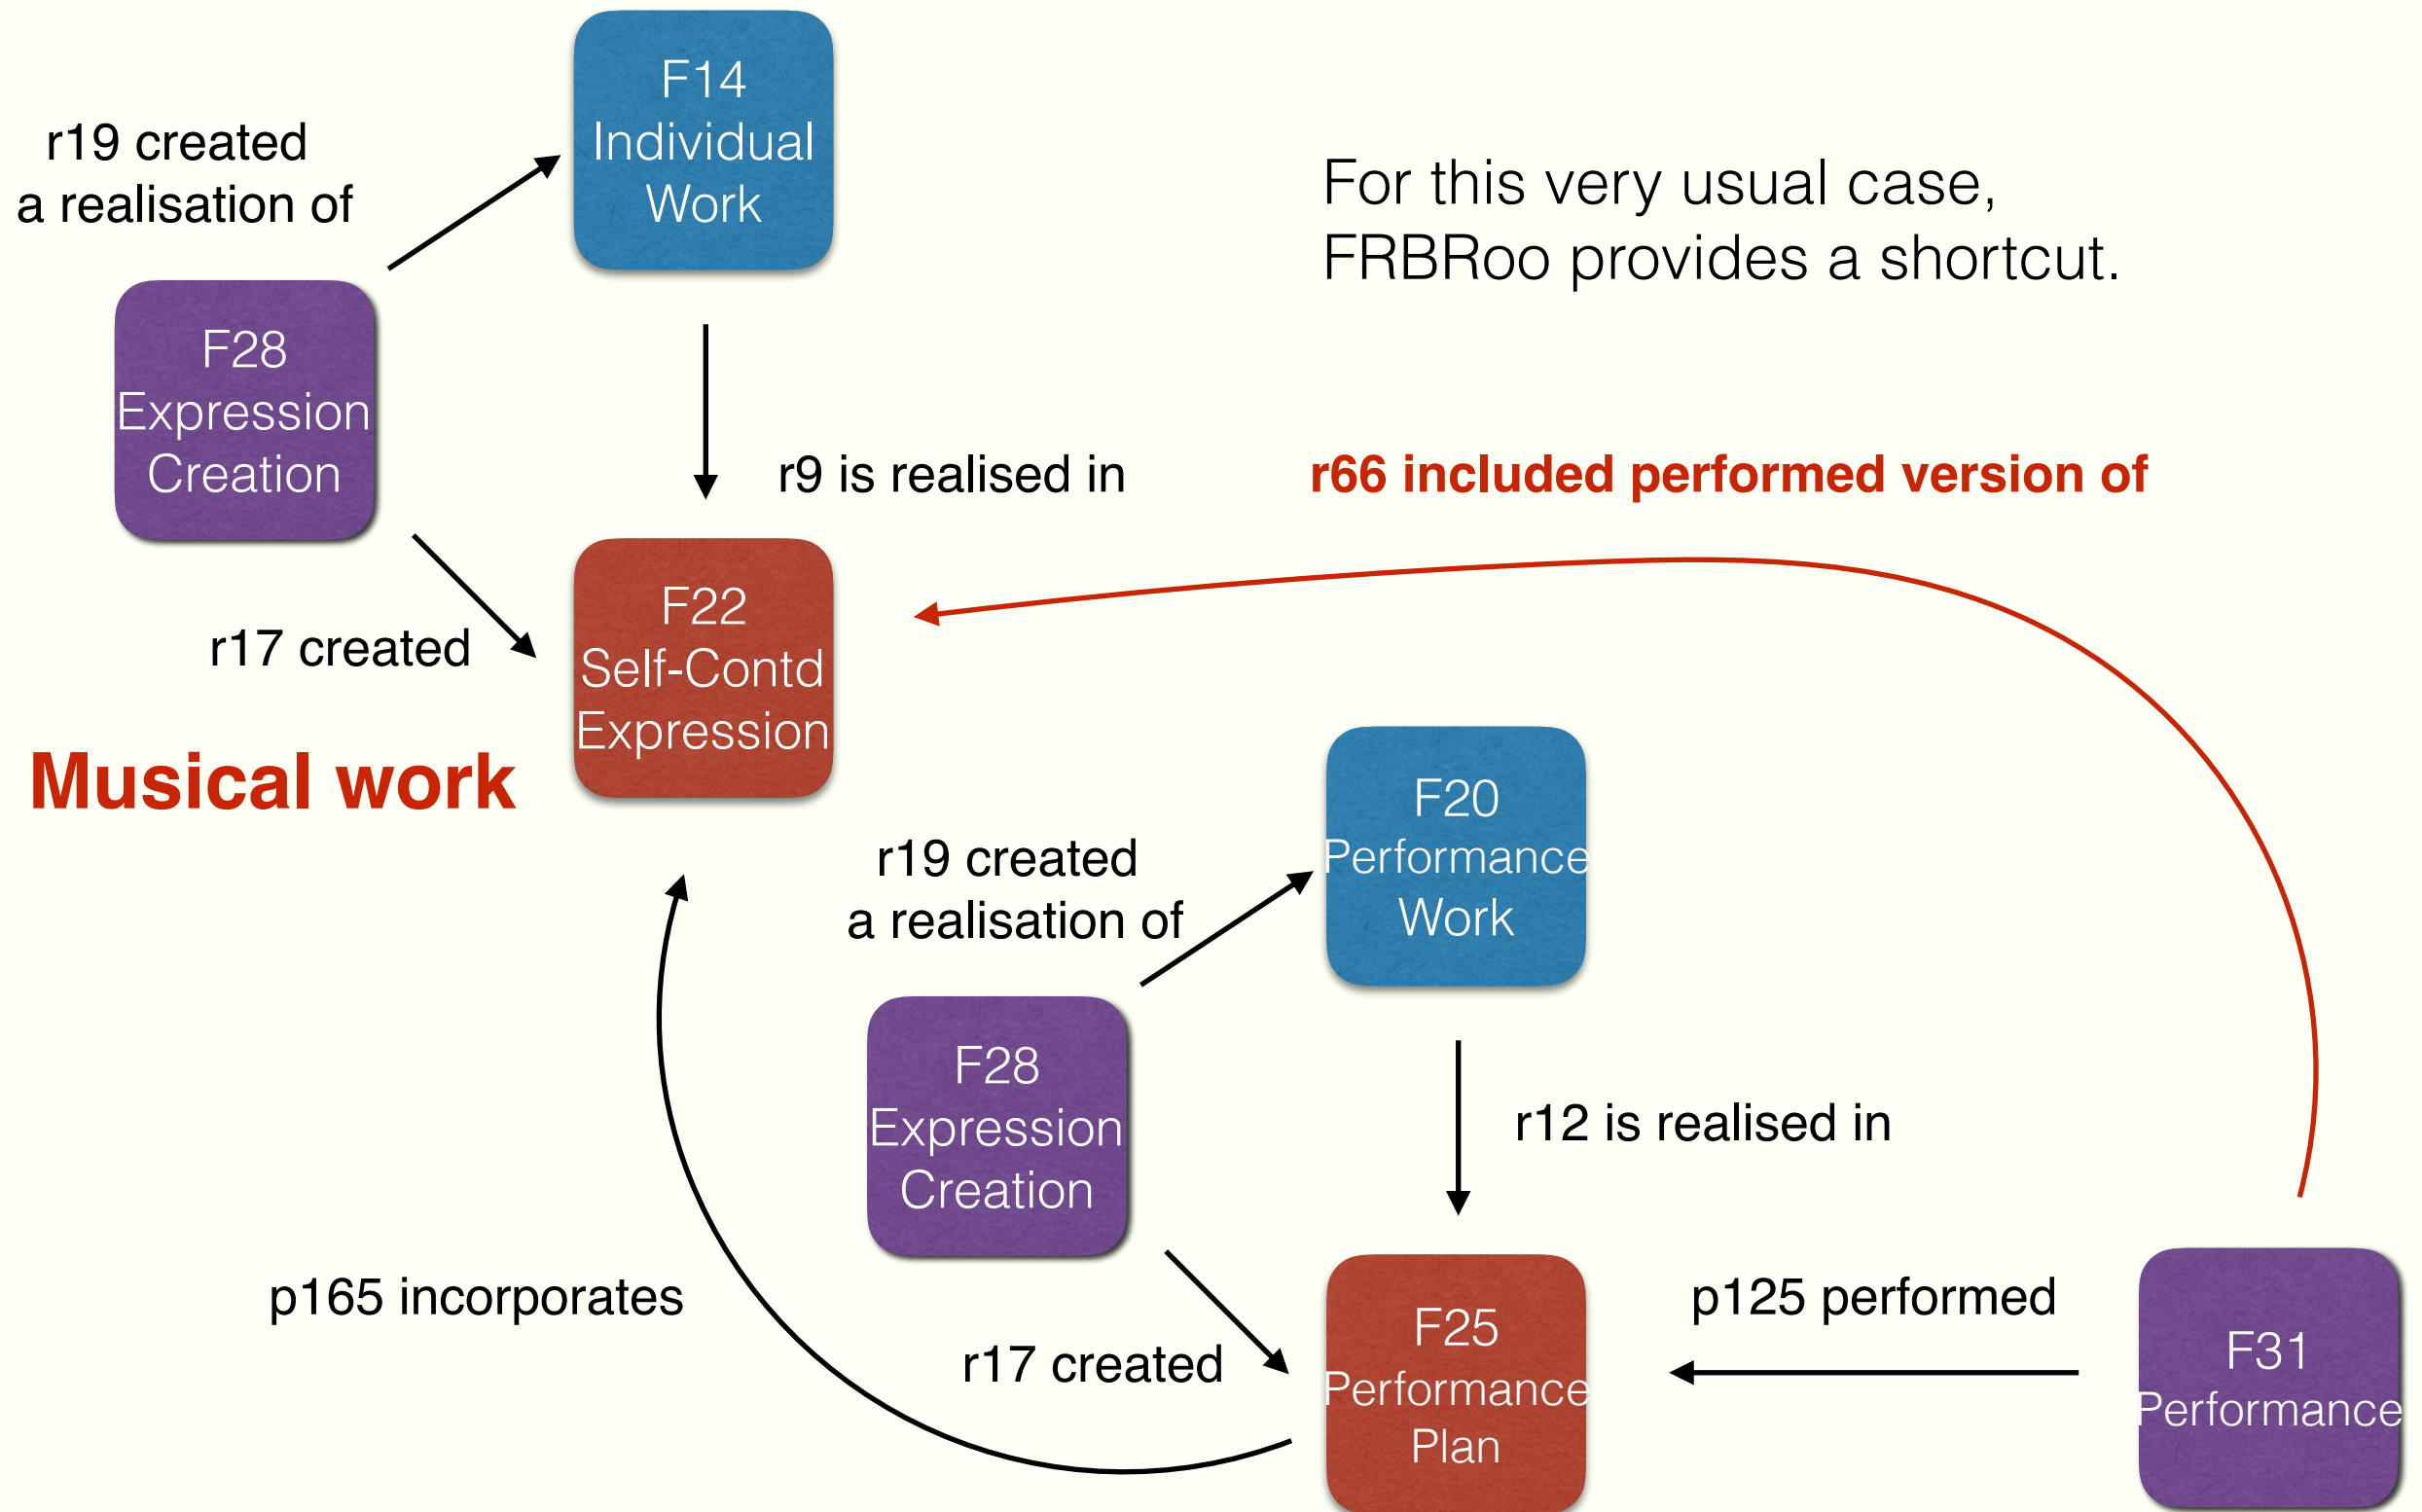 F14
Individual
Work
r19 created
a realisation of
For this very usual case,
FRBRoo provides a shortcut.
F28
Expression
Creation
r9 is realised in
r66 included performed version of
F22
Self-Contd
Expression
r17 created
Musical work
F20
Performance
Work
r19 created
a realisation of
F28
Expression
Creation
r12 is realised in
p165 incorporates
p125 performed
r17 created
F25
Performance
Plan
F31
Performance